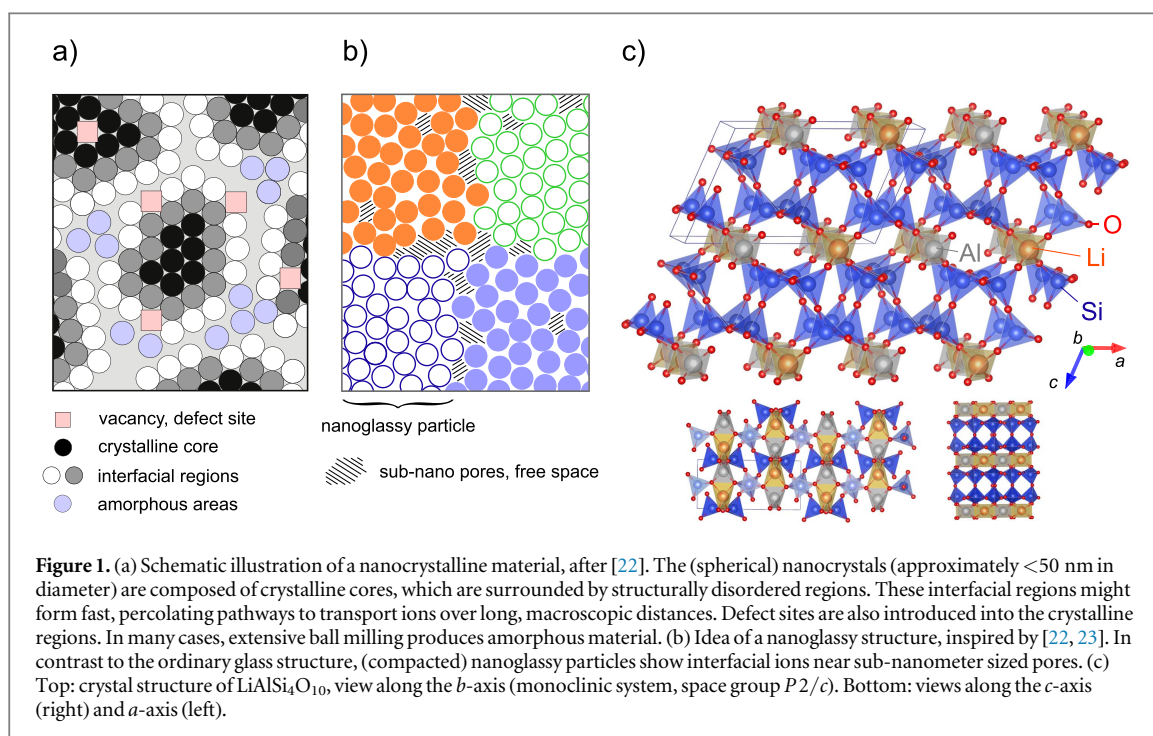 a)
b)
c)
O
Al
Li
Si
b
a
c
vacancy, defect site
crystalline core
interfacial regions
amorphous areas
nanoglassy particle
sub-nano pores, free space
Figure 1. (a) Schematic illustration of a nanocrystalline material, after [22]. The (spherical) nanocrystals (approximately <50 nm in
diameter) are composed of crystalline cores, which are surrounded by structurally disordered regions. These interfacial regions might
form fast, percolating pathways to transport ions over long, macroscopic distances. Defect sites are also introduced into the crystalline
regions. In many cases, extensive ball milling produces amorphous material. (b) Idea of a nanoglassy structure, inspired by [22, 23]. In
contrast to the ordinary glass structure, (compacted) nanoglassy particles show interfacial ions near sub-nanometer sized pores. (c)
Top: crystal structure of LiAlSi₄O₁₀, view along the b-axis (monoclinic system, space group P 2/c). Bottom: views along the c-axis
(right) and a-axis (left).